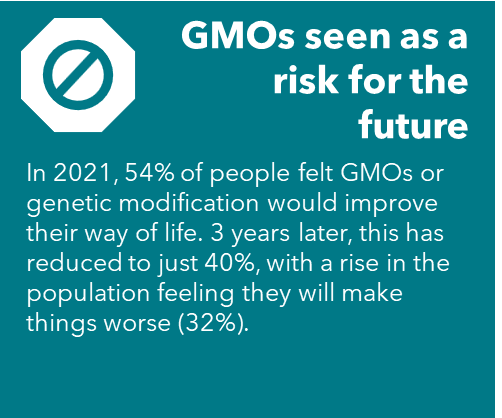 GMOs seen as a
risk for the
future
In 2021, 54% of people felt GMOs or
genetic modification would improve
their way of life. 3 years later, this has
reduced to just 40%, with a rise in the
population feeling they will make
things worse (32%).